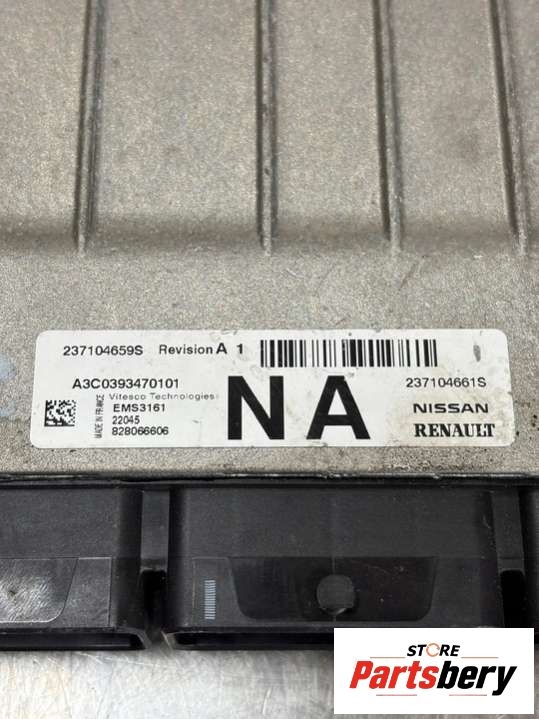 237104659S Revision A 1
A3C0393470101
Vitesco Technologies
EMS3161
22045
828066606
MADE IN FRANCE
NA
237104661S
NISSAN
RENAULT
STORE
Partsbery